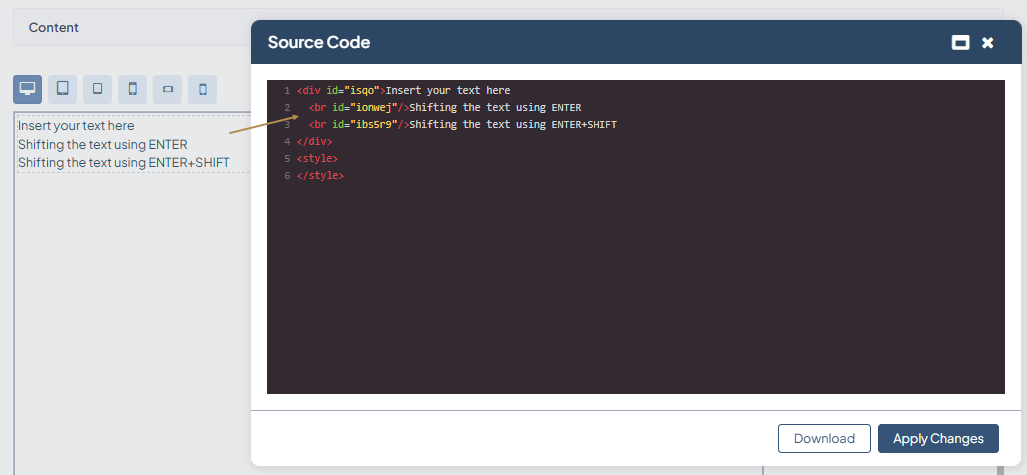 Content
Source Code
Insert your text here
Shifting the text using ENTER
Shifting the text using ENTER+SHIFT
1 <div id="isqo">Insert your text here
2 <br id="ionwej"/>Shifting the text using ENTER
3 <br id="ibs5r9"/>Shifting the text using ENTER+SHIFT
4 </div>
5 <style>
6 </style>
Download
Apply Changes